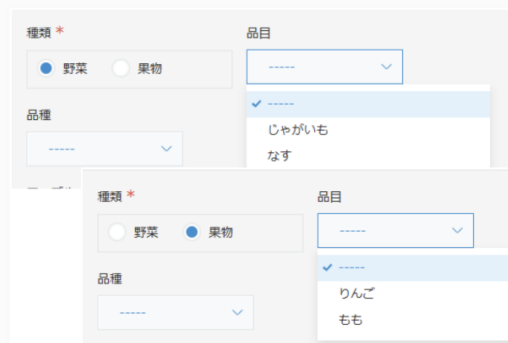 種類 *
品目
野菜 果物
-----
-----
品種
じゃがいも
-----
なす
種類 *
品目
野菜 果物
-----
-----
品種
りんご
-----
もも